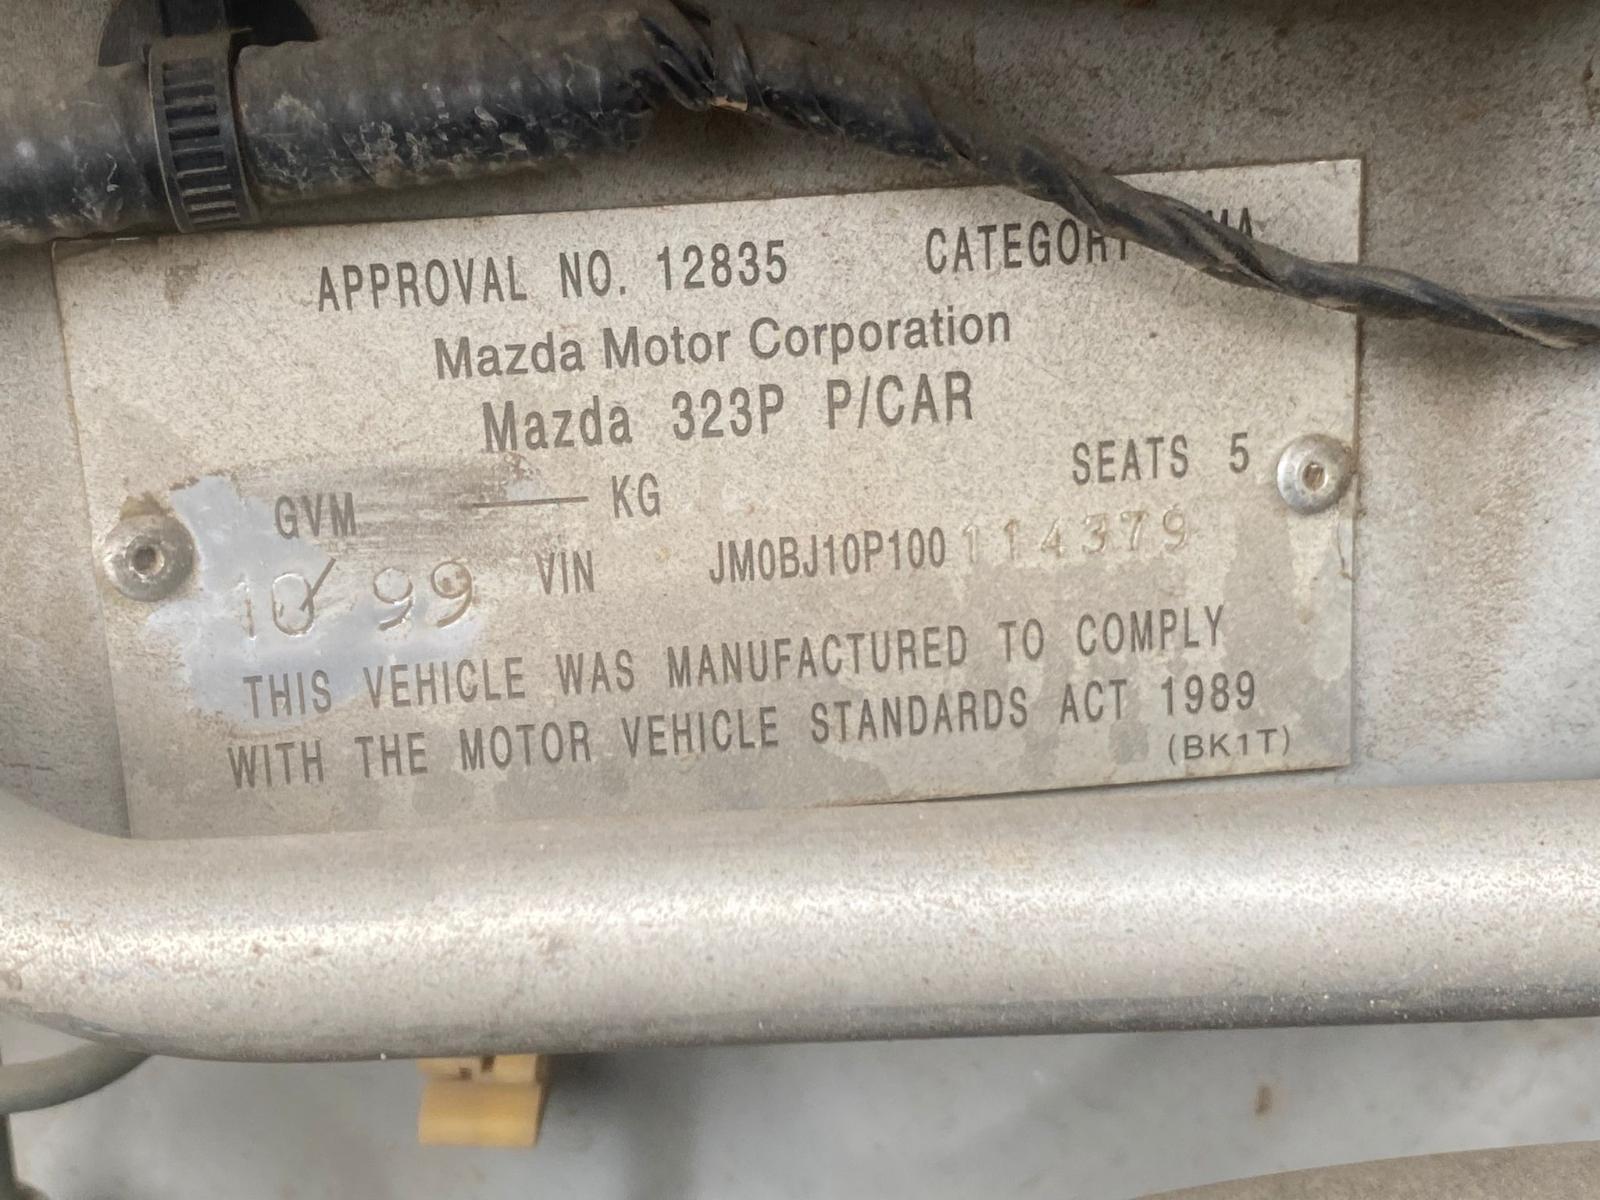 APPROVAL NO. 12835 CATEGORY MA
Mazda Motor Corporation
Mazda 323P P/CAR
SEATS 5
GVM — KG
10/99 VIN JM0BJ10P100114379
THIS VEHICLE WAS MANUFACTURED TO COMPLY
WITH THE MOTOR VEHICLE STANDARDS ACT 1989
(BK1T)